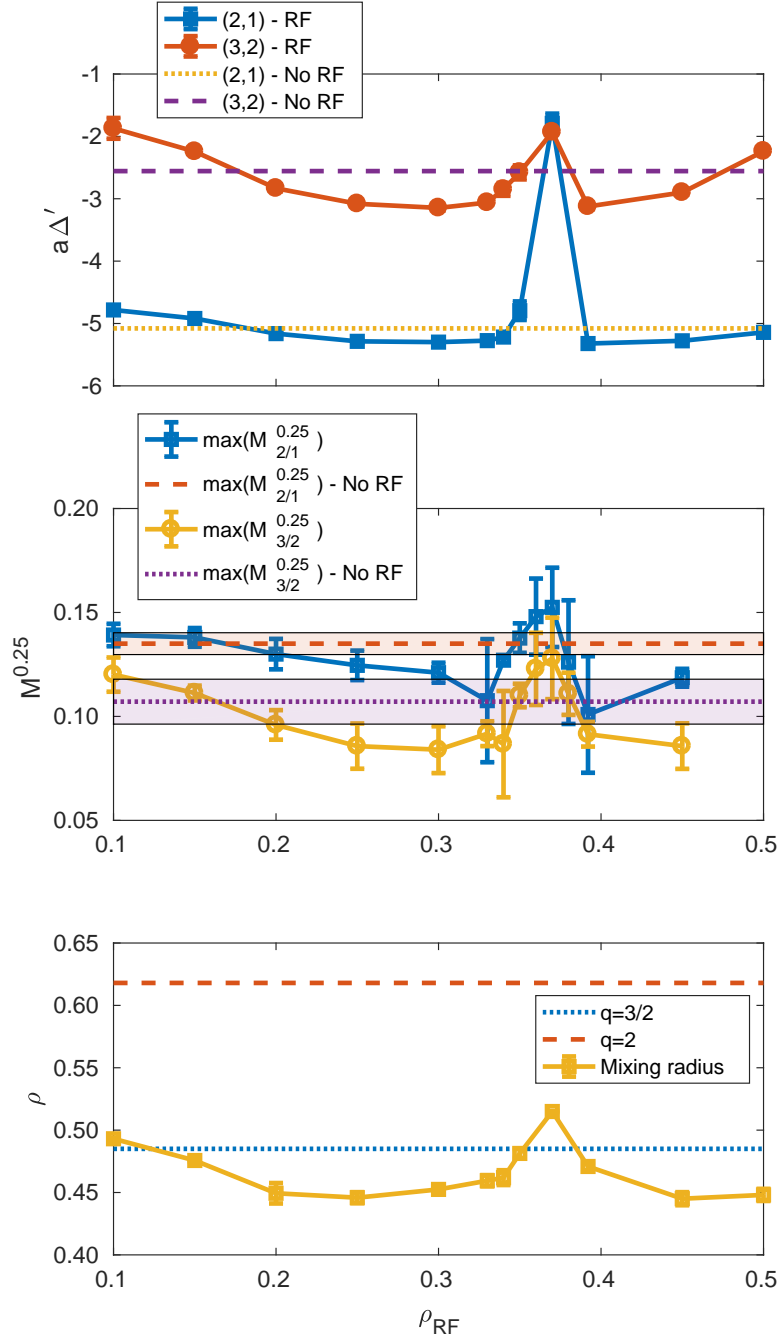 (2,1) - RF
(3,2) - RF
(2,1) - No RF
(3,2) - No RF
-1
-2
-3
-4
-5
-6
a Δ′
max(M 0.25 2/1 )
max(M 0.25 2/1 ) - No RF
max(M 0.25 3/2 )
max(M 0.25 3/2 ) - No RF
0.20
0.15
0.10
0.05
M0.25
0.1 0.2 0.3 0.4 0.5
0.65
0.60
0.55
0.50
0.45
0.40
ρ
q=3/2
q=2
Mixing radius
0.1 0.2 0.3 0.4 0.5
ρRF